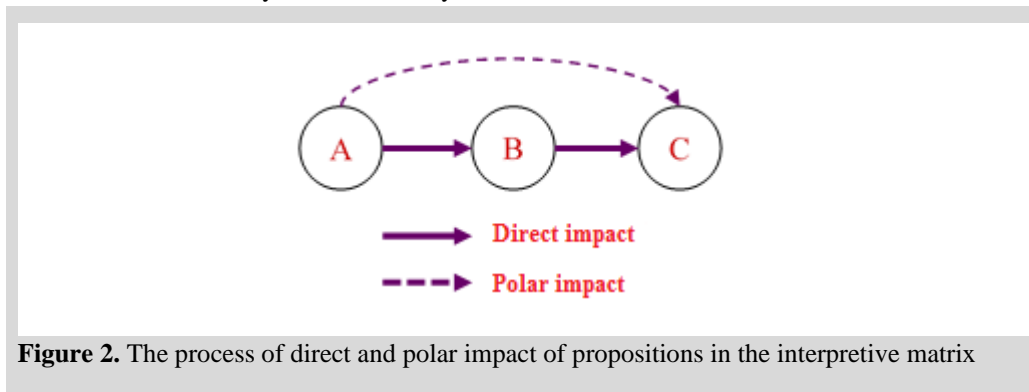 A B C
Direct impact
Polar impact
Figure 2. The process of direct and polar impact of propositions in the interpretive matrix